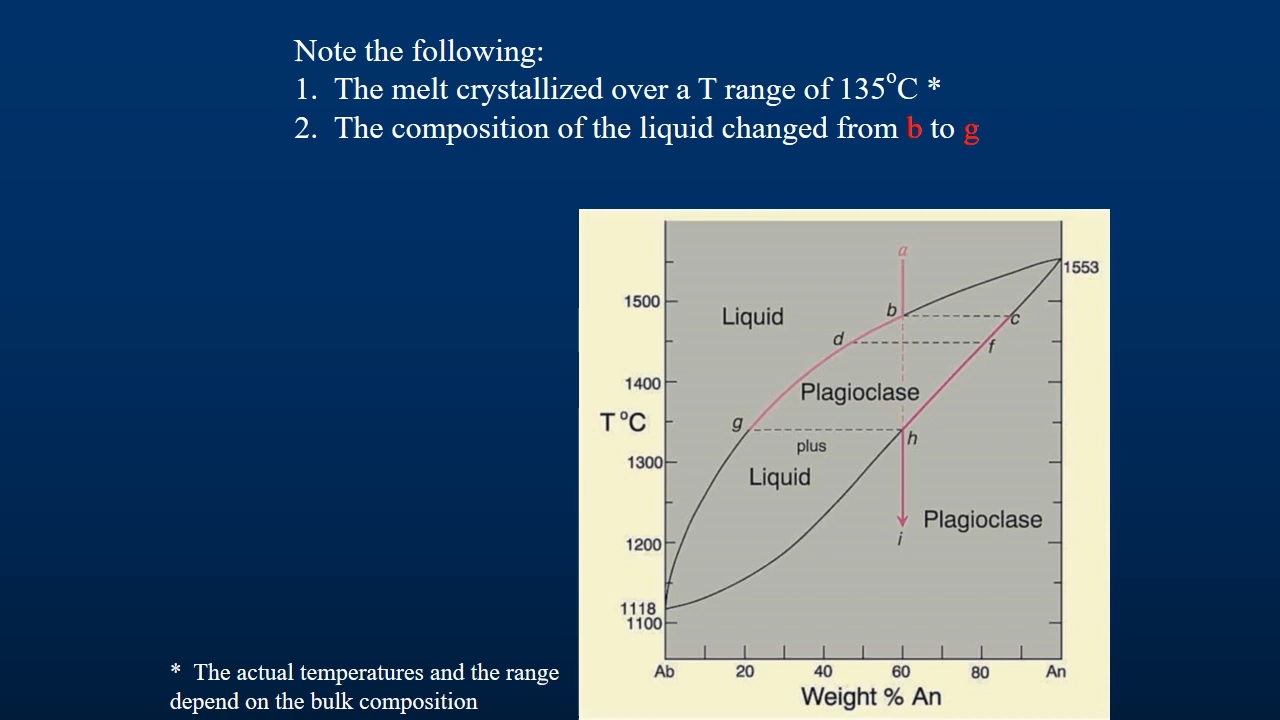 Note the following:
1. The melt crystallized over a T range of 135°C *
2. The composition of the liquid changed from b to g
a
1553
1500
Liquid
b
c
d
f
1400
Plagioclase
T °C
g
h
plus
1300
Liquid
Plagioclase
i
1200
1118
1100
Ab 20 40 60 80 An
Weight % An
* The actual temperatures and the range
depend on the bulk composition